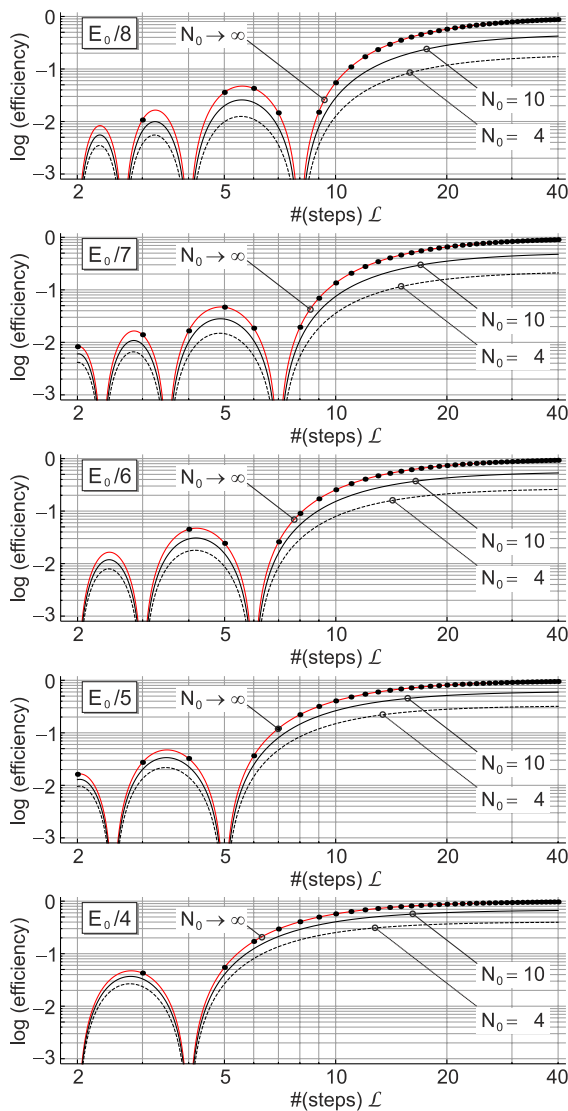 log (efficiency)
0
−1
−2
−3
E₀/8
N₀ → ∞
N₀ = 10
N₀ = 4
2 5 10 20 40
#(steps) ℒ
log (efficiency)
0
−1
−2
−3
E₀/7
N₀ → ∞
N₀ = 10
N₀ = 4
2 5 10 20 40
#(steps) ℒ
log (efficiency)
0
−1
−2
−3
E₀/6
N₀ → ∞
N₀ = 10
N₀ = 4
2 5 10 20 40
#(steps) ℒ
log (efficiency)
0
−1
−2
−3
E₀/5
N₀ → ∞
N₀ = 10
N₀ = 4
2 5 10 20 40
#(steps) ℒ
log (efficiency)
0
−1
−2
−3
E₀/4
N₀ → ∞
N₀ = 10
N₀ = 4
2 5 10 20 40
#(steps) ℒ